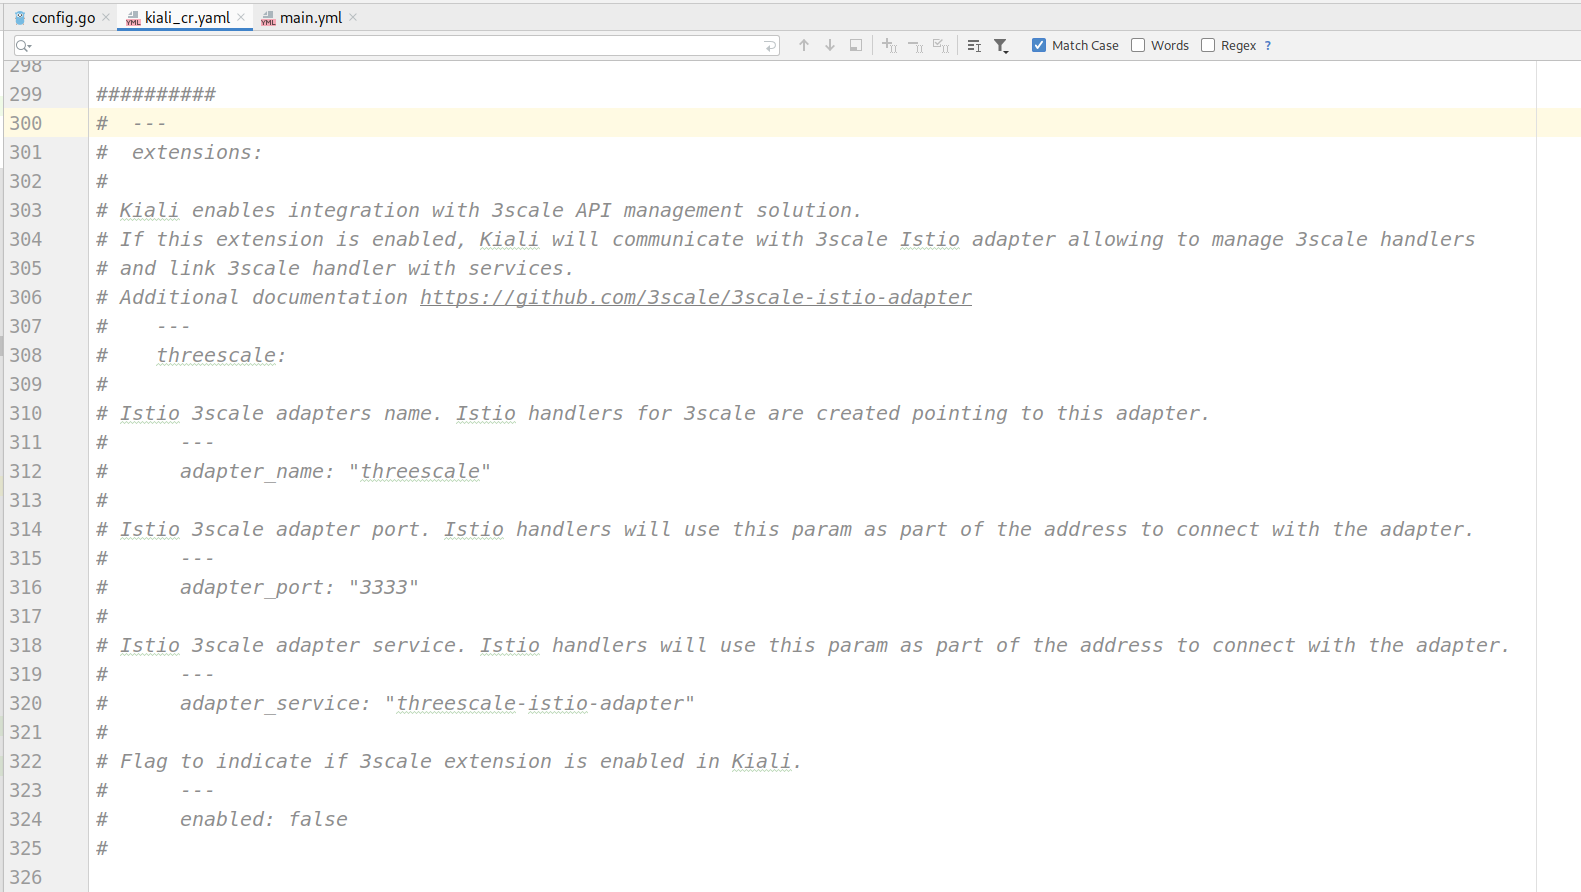 config.go × kiali_cr.yaml × main.yml ×
Match Case Words Regex ?
298
299 ##########
300 #  ---
301 #  extensions:
302 #
303 # Kiali enables integration with 3scale API management solution.
304 # If this extension is enabled, Kiali will communicate with 3scale Istio adapter allowing to manage 3scale handlers
305 # and link 3scale handler with services.
306 # Additional documentation https://github.com/3scale/3scale-istio-adapter
307 #    ---
308 #    threescale:
309 #
310 # Istio 3scale adapters name. Istio handlers for 3scale are created pointing to this adapter.
311 #      ---
312 #      adapter_name: "threescale"
313 #
314 # Istio 3scale adapter port. Istio handlers will use this param as part of the address to connect with the adapter.
315 #      ---
316 #      adapter_port: "3333"
317 #
318 # Istio 3scale adapter service. Istio handlers will use this param as part of the address to connect with the adapter.
319 #      ---
320 #      adapter_service: "threescale-istio-adapter"
321 #
322 # Flag to indicate if 3scale extension is enabled in Kiali.
323 #      ---
324 #      enabled: false
325 #
326